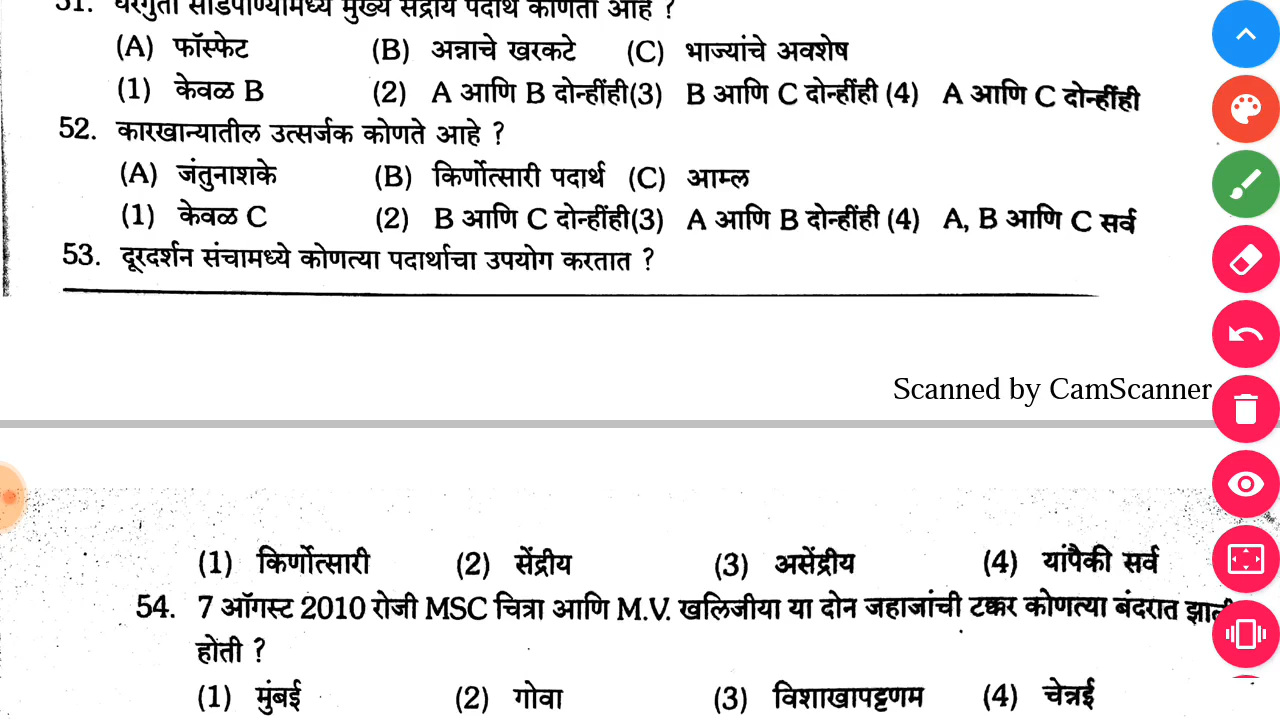 51. घरगुती सांडपाण्यामध्ये मुख्य सेंद्रीय पदार्थ कोणता आहे ?
(A) फॉस्फेट (B) अन्नाचे खरकटे (C) भाज्यांचे अवशेष
(1) केवळ B (2) A आणि B दोन्हींही (3) B आणि C दोन्हींही (4) A आणि C दोन्हींही
52. कारखान्यातील उत्सर्जक कोणते आहे ?
(A) जंतुनाशके (B) किर्णोत्सारी पदार्थ (C) आम्ल
(1) केवळ C (2) B आणि C दोन्हींही (3) A आणि B दोन्हींही (4) A, B आणि C सर्व
53. दूरदर्शन संचामध्ये कोणत्या पदार्थाचा उपयोग करतात ?
Scanned by CamScanner
(1) किर्णोत्सारी (2) सेंद्रीय (3) असेंद्रीय (4) यांपैकी सर्व
54. 7 ऑगस्ट 2010 रोजी MSC चित्रा आणि M.V. खलिजीया या दोन जहाजांची टक्कर कोणत्या बंदरात
होती ?
(1) मुंबई (2) गोवा (3) विशाखापट्टणम (4) चेन्नई